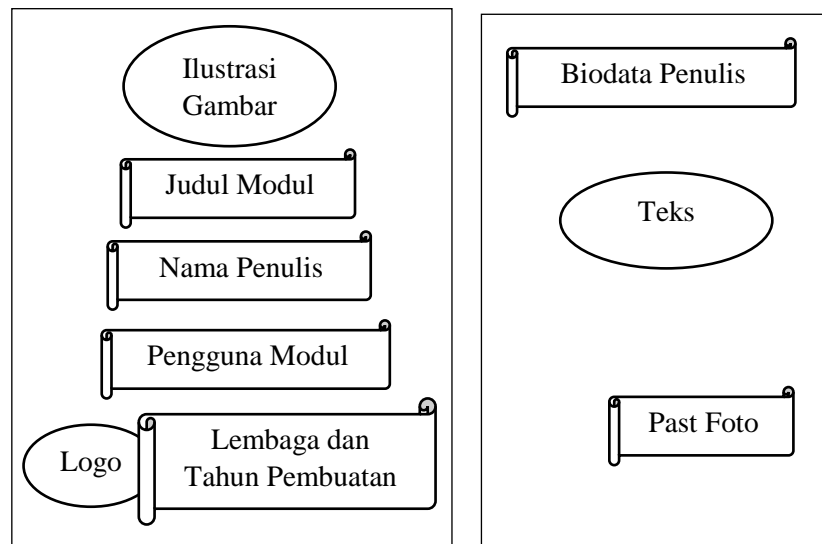 Ilustrasi
Gambar
Judul Modul
Nama Penulis
Pengguna Modul
Logo
Lembaga dan
Tahun Pembuatan
Biodata Penulis
Teks
Past Foto